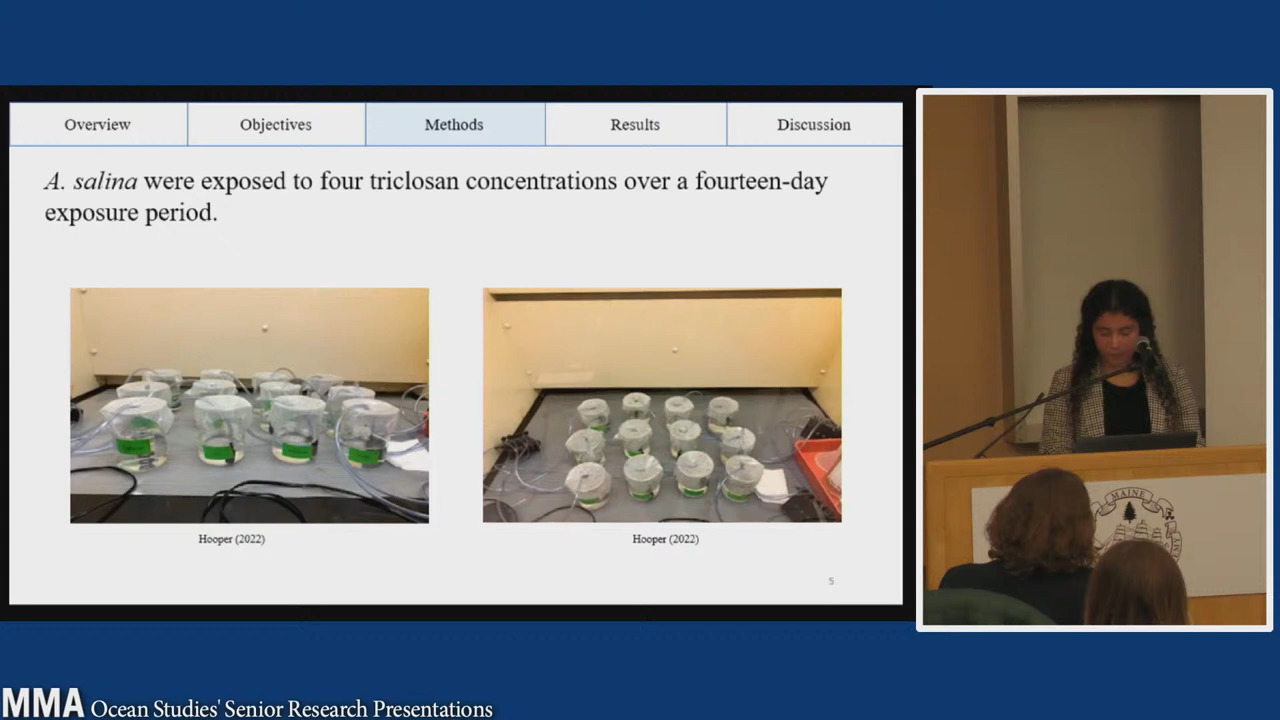 Overview
Objectives
Methods
Results
Discussion
A. salina were exposed to four triclosan concentrations over a fourteen-day
exposure period.
Hooper (2022)
Hooper (2022)
5
MAINE
MMA Ocean Studies' Senior Research Presentations